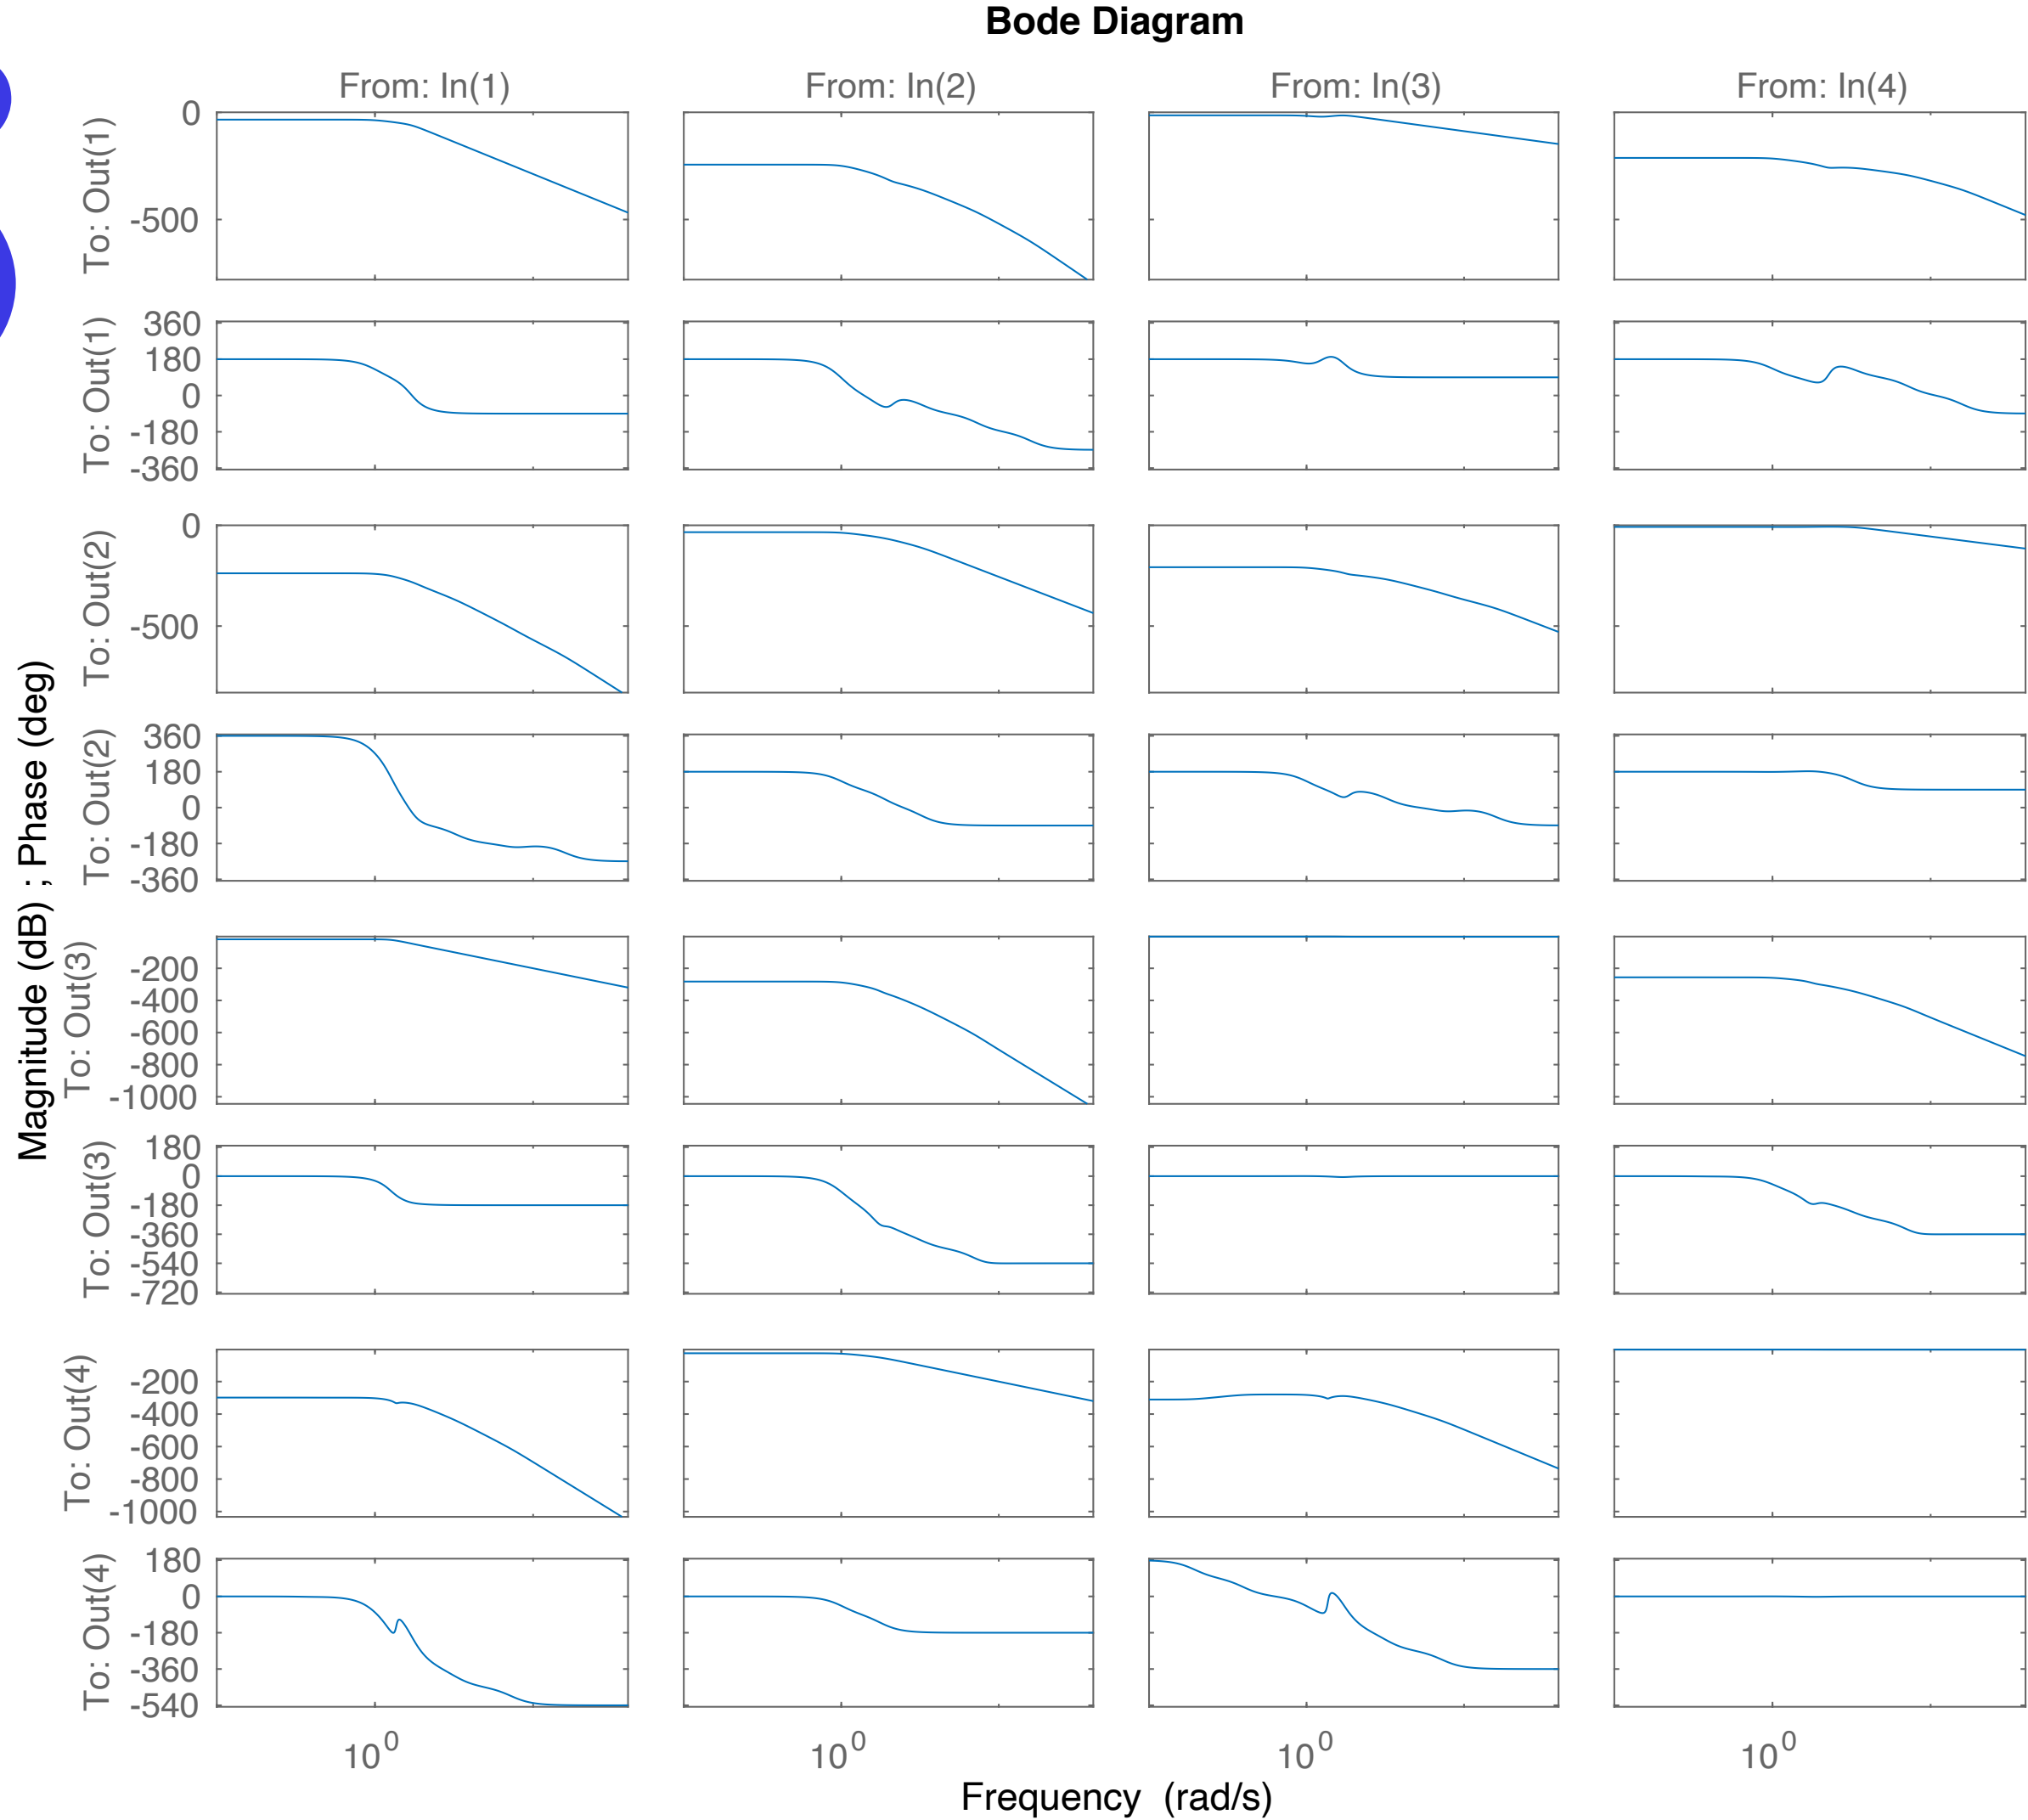 Bode Diagram
From: In(1)
From: In(2)
From: In(3)
From: In(4)
Magnitude (dB) ; Phase (deg)
To: Out(1)
0
-500
To: Out(1)
360
180
0
-180
-360
To: Out(2)
0
-500
To: Out(2)
360
180
0
-180
-360
To: Out(3)
-200
-400
-600
-800
-1000
To: Out(3)
180
0
-180
-360
-540
-720
To: Out(4)
-200
-400
-600
-800
-1000
To: Out(4)
180
0
-180
-360
-540
10^0
10^0
10^0
10^0
Frequency (rad/s)